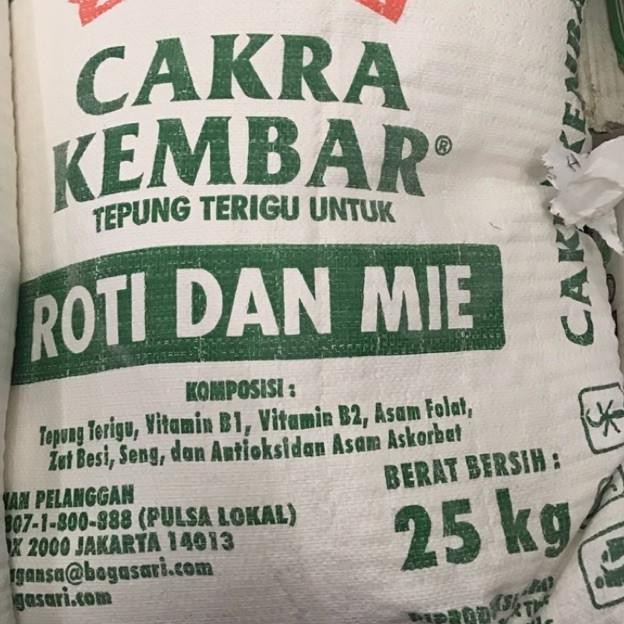 CAKRA
KEMBAR®
TEPUNG TERIGU UNTUK
ROTI DAN MIE
KOMPOSISI :
Tepung Terigu, Vitamin B1, Vitamin B2, Asam Folat,
Zat Besi, Seng, dan Antioksidan Asam Askorbat
PELANGGAN
807-1-800-888 (PULSA LOKAL)
2000 JAKARTA 14013
gansa@bogasari.com
gasari.com
BERAT BERSIH :
25 kg
CAKRA KEMBAR